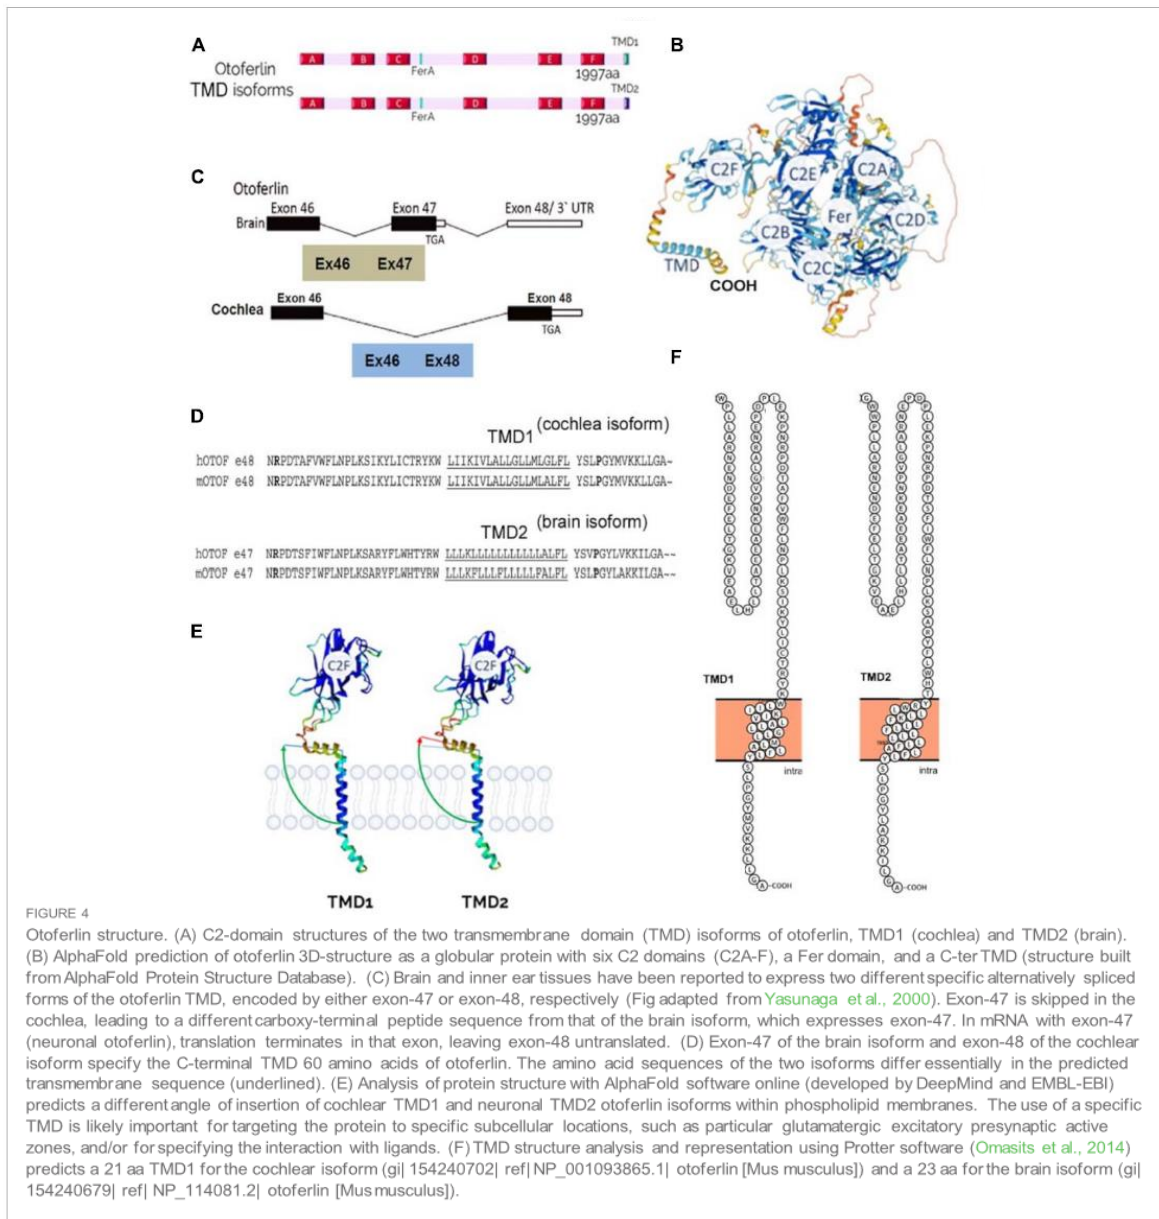 A
Otoferlin
TMD isoforms
A B C FerA D E F TMD1
1997aa
A B C FerA D E F TMD2
1997aa
B
C2F C2E C2A
Fer C2D
C2B
C2C
TMD
COOH
C
Otoferlin
Brain Exon 46 Exon 47 Exon 48/ 3` UTR
TGA
Ex46 Ex47
Cochlea Exon 46 Exon 48
TGA
Ex46 Ex48
D
TMD1 (cochlea isoform)
hOTOF e48 NRPDTAFVWFLNPLKSIKYLICTRYKW LIIKIVLALLGLLMLGLFL YSLPGYMVKKLLGA~
mOTOF e48 NRPDTAFVWFLNPLKSIKYLICTRYKW LIIKIVLALLGLLMLALFL YSLPGYMVKKLLGA~
TMD2 (brain isoform)
hOTOF e47 NRPDTSFIWFLNPLKSARYFLWHTYRW LLLKLLLLLLLLLLLALFL YSVPGYLVKKILGA~~
mOTOF e47 NRPDTSFIWFLNPLKSARYFLWHTYRW LLLKFLLLFLLLLLFALFL YSLPGYLAKKILGA~~
E
C2F
C2F
TMD1
TMD2
F
TMD1
intra
-COOH
TMD2
intra
-COOH
FIGURE 4
Otoferlin structure. (A) C2-domain structures of the two transmembrane domain (TMD) isoforms of otoferlin, TMD1 (cochlea) and TMD2 (brain).
(B) AlphaFold prediction of otoferlin 3D-structure as a globular protein with six C2 domains (C2A-F), a Fer domain, and a C-ter TMD (structure built
from AlphaFold Protein Structure Database). (C) Brain and inner ear tissues have been reported to express two different specific alternatively spliced
forms of the otoferlin TMD, encoded by either exon-47 or exon-48, respectively (Fig adapted from Yasunaga et al., 2000). Exon-47 is skipped in the
cochlea, leading to a different carboxy-terminal peptide sequence from that of the brain isoform, which expresses exon-47. In mRNA with exon-47
(neuronal otoferlin), translation terminates in that exon, leaving exon-48 untranslated. (D) Exon-47 of the brain isoform and exon-48 of the cochlear
isoform specify the C-terminal TMD 60 amino acids of otoferlin. The amino acid sequences of the two isoforms differ essentially in the predicted
transmembrane sequence (underlined). (E) Analysis of protein structure with AlphaFold software online (developed by DeepMind and EMBL-EBI)
predicts a different angle of insertion of cochlear TMD1 and neuronal TMD2 otoferlin isoforms within phospholipid membranes. The use of a specific
TMD is likely important for targeting the protein to specific subcellular locations, such as particular glutamatergic excitatory presynaptic active
zones, and/or for specifying the interaction with ligands. (F) TMD structure analysis and representation using Protter software (Omasits et al., 2014)
predicts a 21 aa TMD1 for the cochlear isoform (gi| 154240702| ref| NP_001093865.1| otoferlin [Mus musculus]) and a 23 aa for the brain isoform (gi|
154240679| ref| NP_114081.2| otoferlin [Mus musculus]).